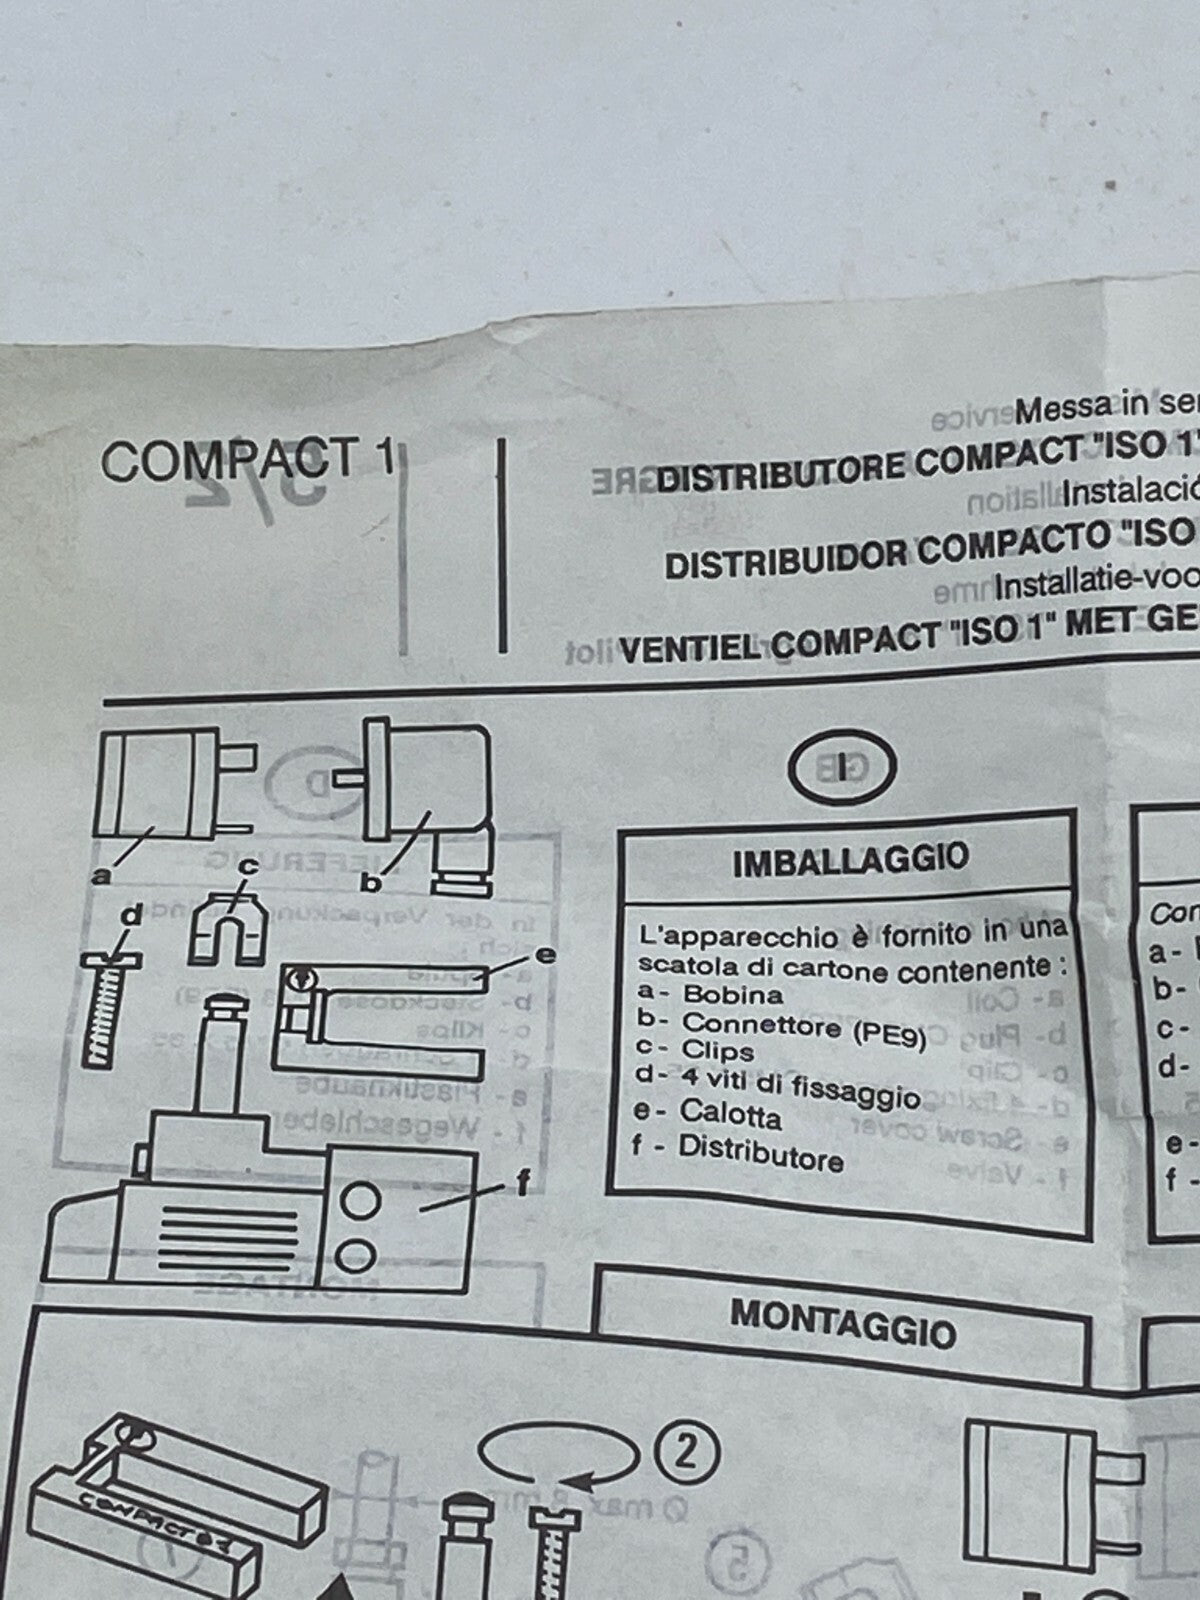 COMPACT 1
Messa in ser
DISTRIBUTORE COMPACT "ISO 1"
Instalació
DISTRIBUIDOR COMPACTO "ISO
Installatie-voo
VENTIEL COMPACT "ISO 1" MET GE
a
b
c
d
e
f
I
IMBALLAGGIO
L'apparecchio è fornito in una
scatola di cartone contenente :
a - Bobina
b - Connettore (PE9)
c - Clips
d - 4 viti di fissaggio
e - Calotta
f - Distributore
Con
a -
b -
c -
d -
e -
f -
MONTAGGIO
COMPACT
2